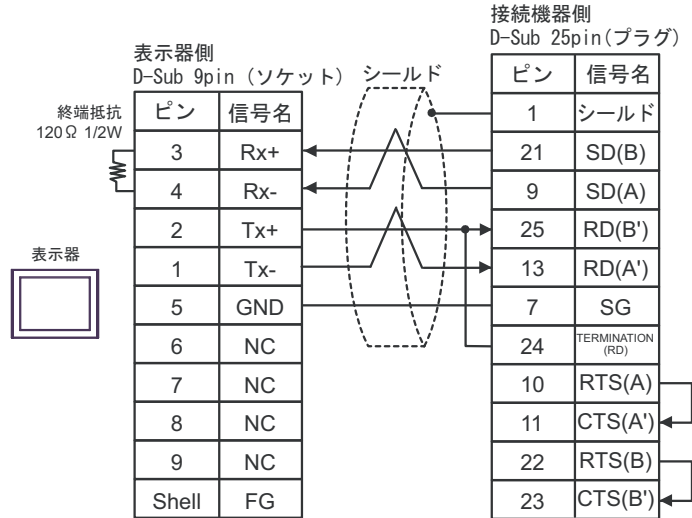 接続機器側
D-Sub 25pin(プラグ)
表示器側
D-Sub 9pin (ソケット)
シールド
終端抵抗
120Ω 1/2W
表示器
ピン 信号名
3 Rx+
4 Rx-
2 Tx+
1 Tx-
5 GND
6 NC
7 NC
8 NC
9 NC
Shell FG
ピン 信号名
1 シールド
21 SD(B)
9 SD(A)
25 RD(B')
13 RD(A')
7 SG
24 TERMINATION
(RD)
10 RTS(A)
11 CTS(A')
22 RTS(B)
23 CTS(B')